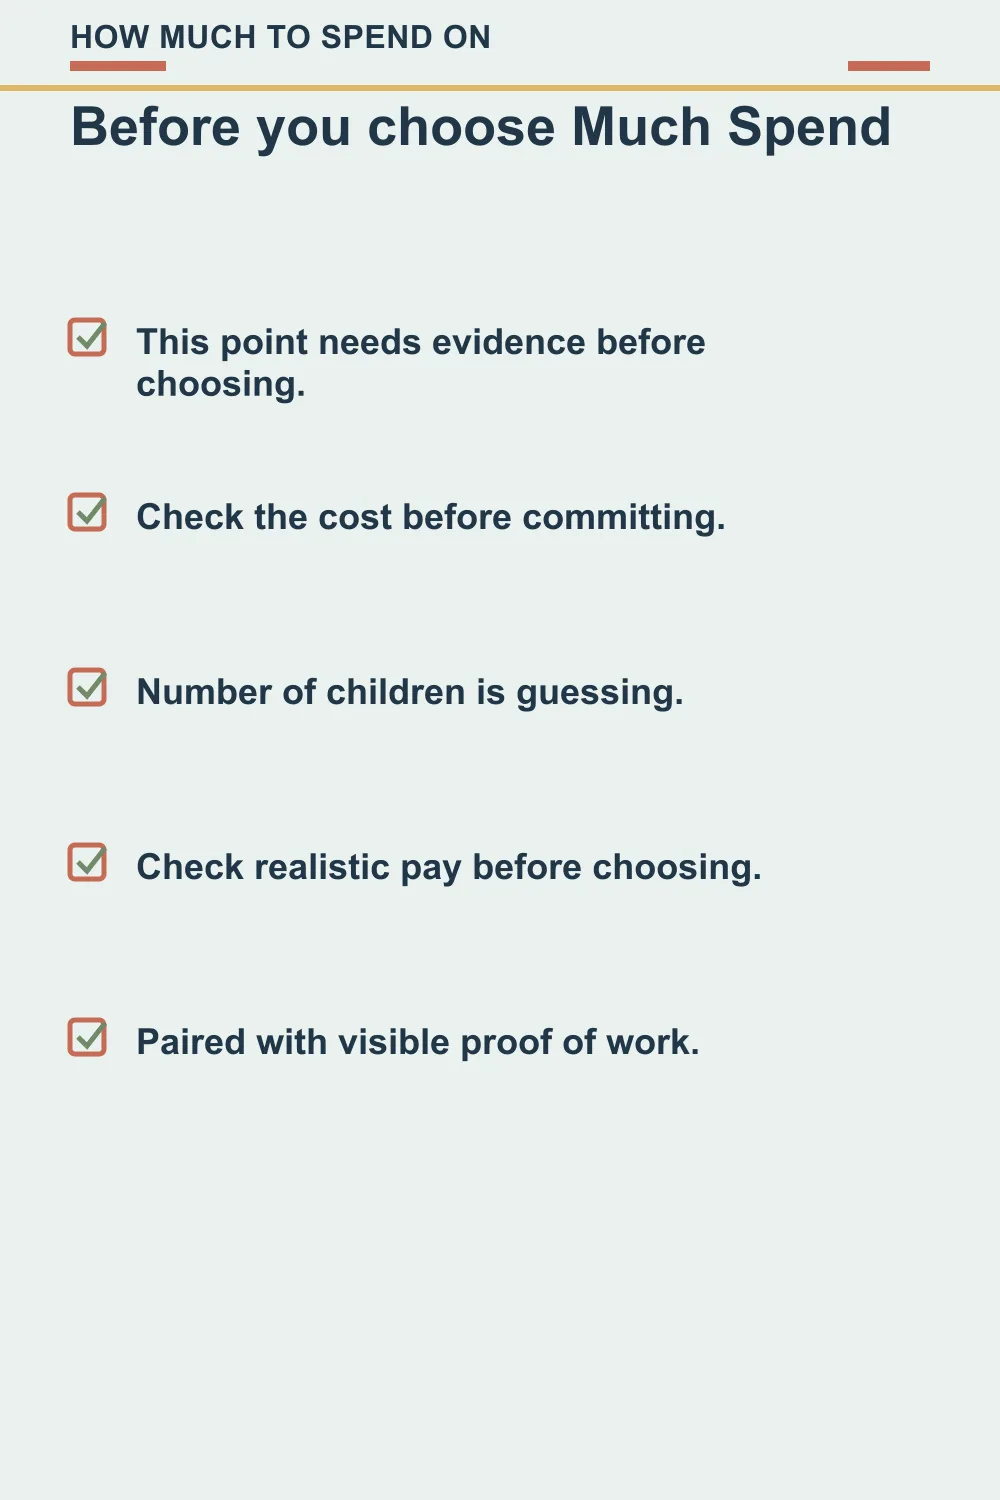 HOW MUCH TO SPEND ON
Before you choose Much Spend
This point needs evidence before
choosing.
Check the cost before committing.
Number of children is guessing.
Check realistic pay before choosing.
Paired with visible proof of work.